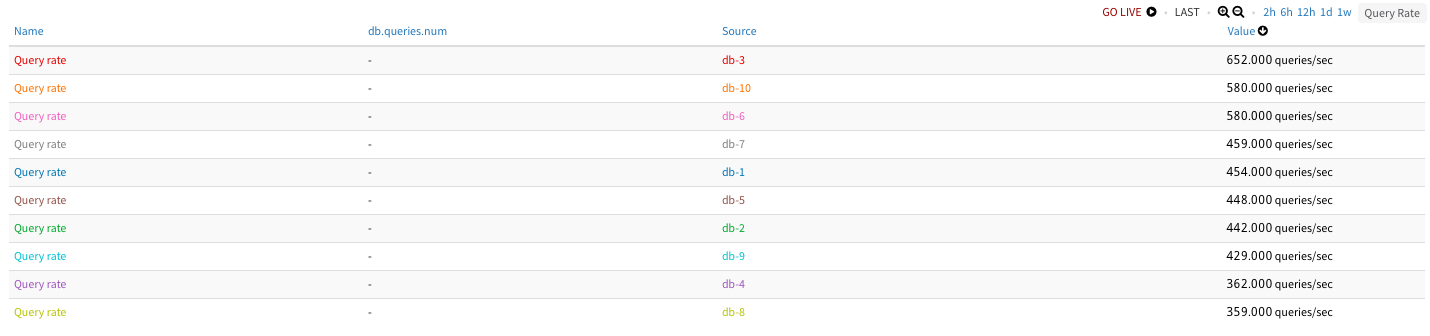 GO LIVE • LAST • • 2h 6h 12h 1d 1w Query Rate
Name db.queries.num Source Value
Query rate - db-3 652.000 queries/sec
Query rate - db-10 580.000 queries/sec
Query rate - db-6 580.000 queries/sec
Query rate - db-7 459.000 queries/sec
Query rate - db-1 454.000 queries/sec
Query rate - db-5 448.000 queries/sec
Query rate - db-2 442.000 queries/sec
Query rate - db-9 429.000 queries/sec
Query rate - db-4 362.000 queries/sec
Query rate - db-8 359.000 queries/sec